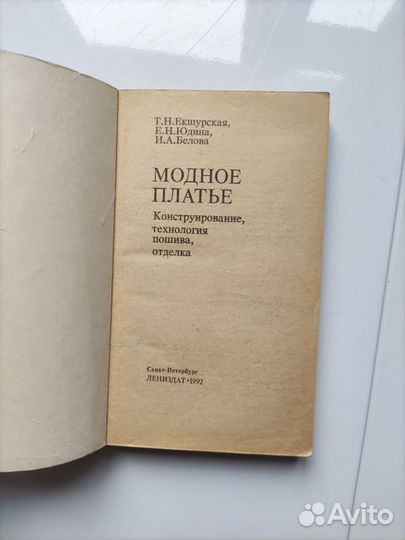 Т.Н.Екшурская,
Е.Н.Юдина,
И.А.Белова
МОДНОЕ
ПЛАТЬЕ
Конструирование,
технология
пошива,
отделка
Санкт-Петербург
ЛЕНИЗДАТ•1992
Avito